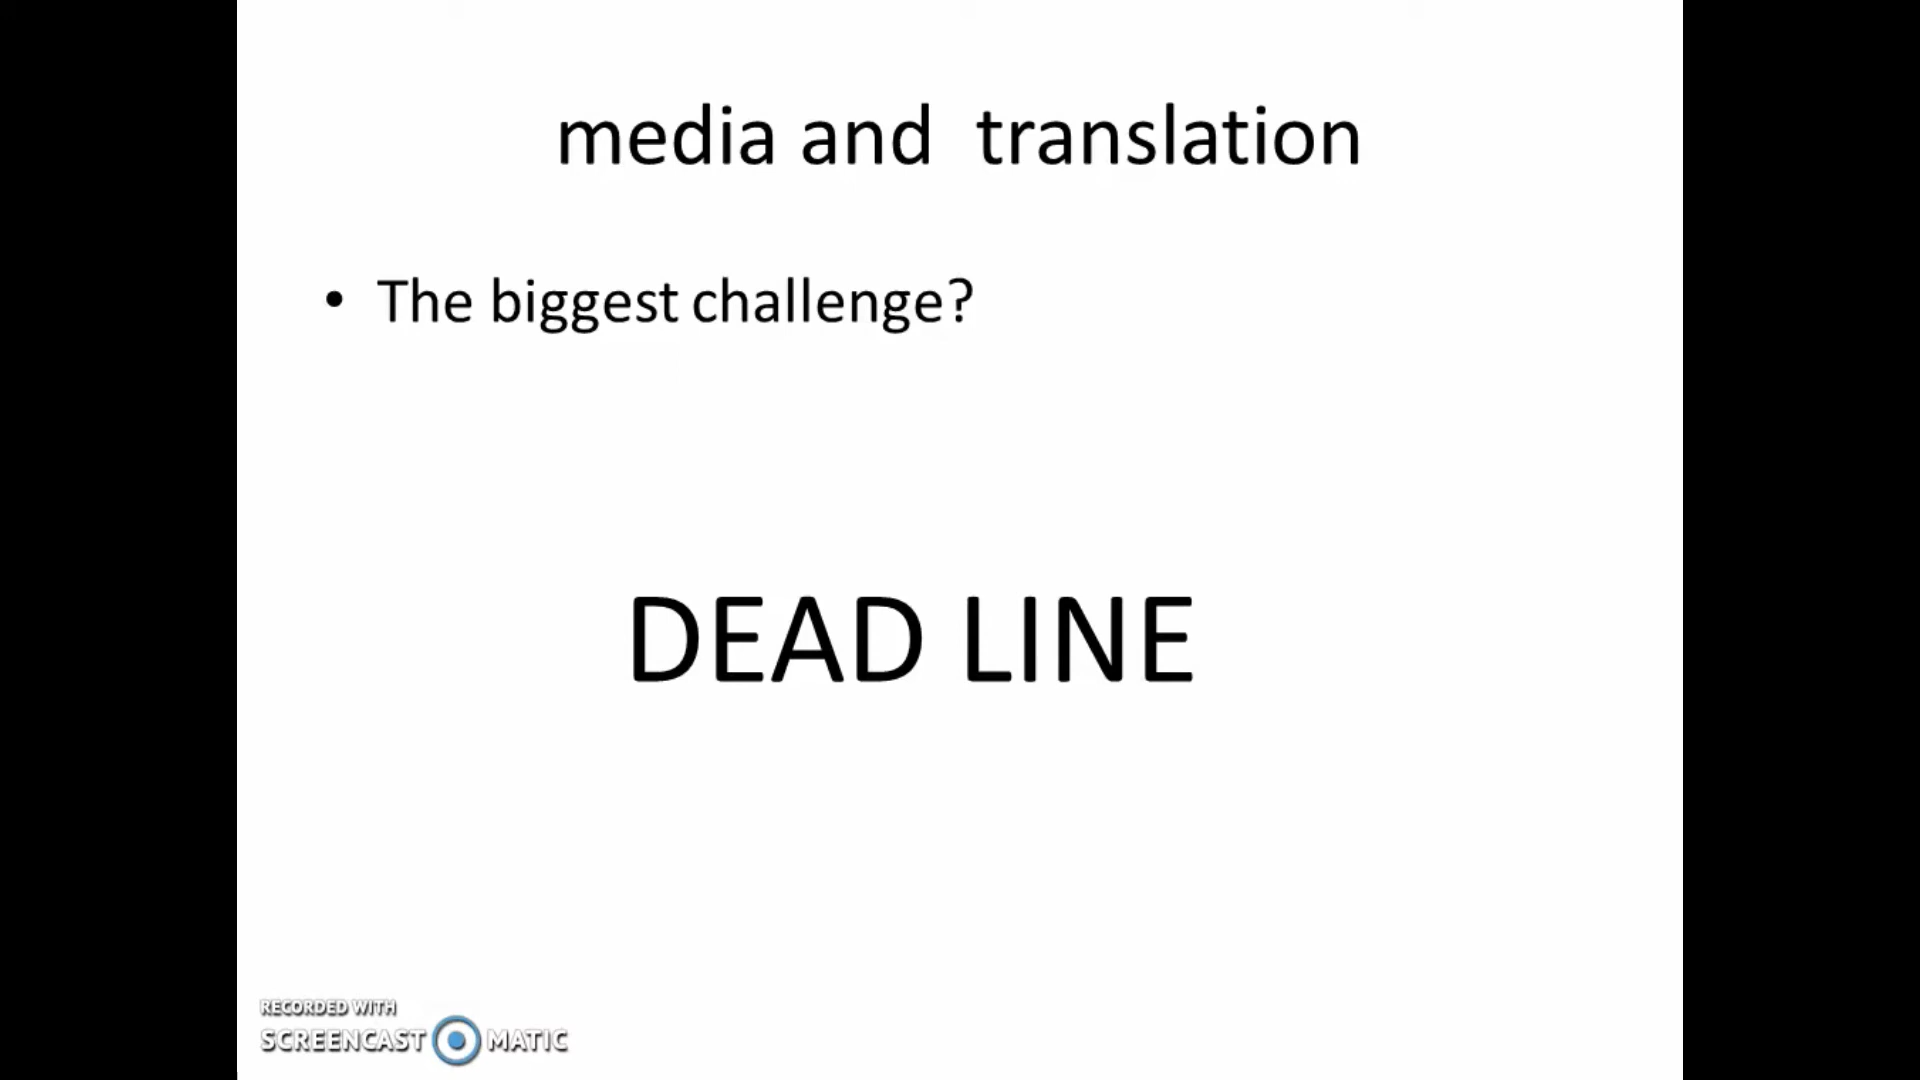 media and  translation
• The biggest challenge?
DEAD LINE
RECORDED WITH
SCREENCAST MATIC